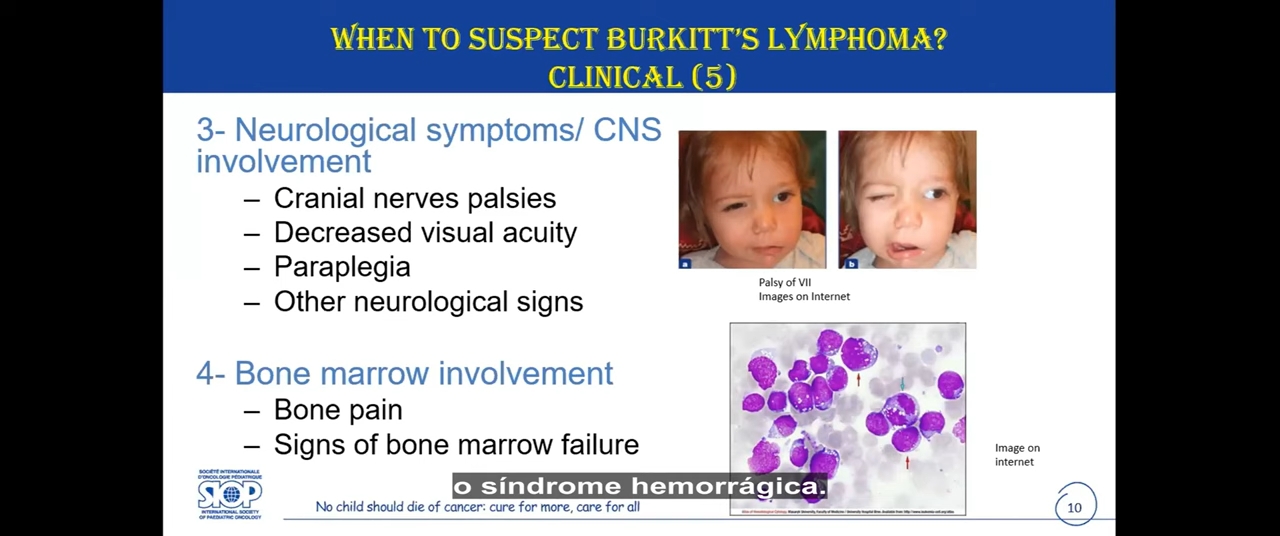 WHEN TO SUSPECT BURKITT'S LYMPHOMA?
CLINICAL (5)
3- Neurological symptoms/ CNS
involvement
– Cranial nerves palsies
– Decreased visual acuity
– Paraplegia
– Other neurological signs
a
b
Palsy of VII
Images on Internet
4- Bone marrow involvement
– Bone pain
– Signs of bone marrow failure
Image on
internet
SOCIÉTÉ INTERNATIONALE
D'ONCOLOGIE PÉDIATRIQUE
SIOP
INTERNATIONAL SOCIETY
OF PAEDIATRIC ONCOLOGY
o síndrome hemorrágica.
No child should die of cancer: cure for more, care for all
10